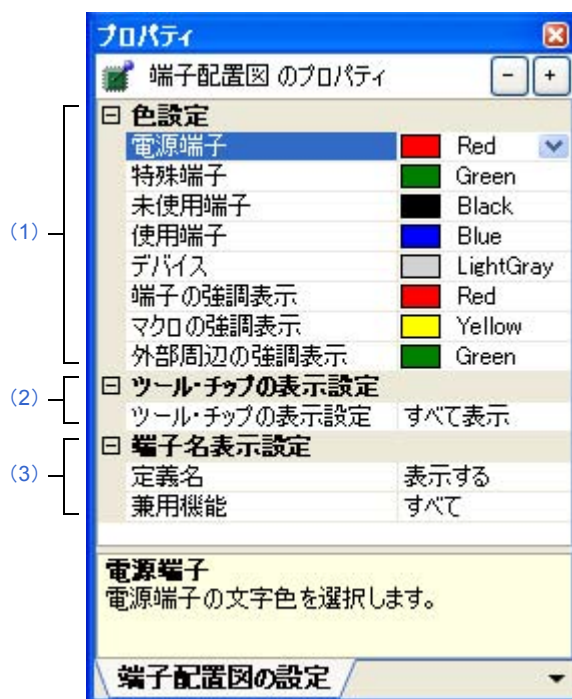 プロパティ
端子配置図 のプロパティ
(1)
色設定
電源端子 Red
特殊端子 Green
未使用端子 Black
使用端子 Blue
デバイス LightGray
端子の強調表示 Red
マクロの強調表示 Yellow
外部周辺の強調表示 Green
(2)
ツール・チップの表示設定
ツール・チップの表示設定 すべて表示
(3)
端子名表示設定
定義名 表示する
兼用機能 すべて
電源端子
電源端子の文字色を選択します。
端子配置図の設定